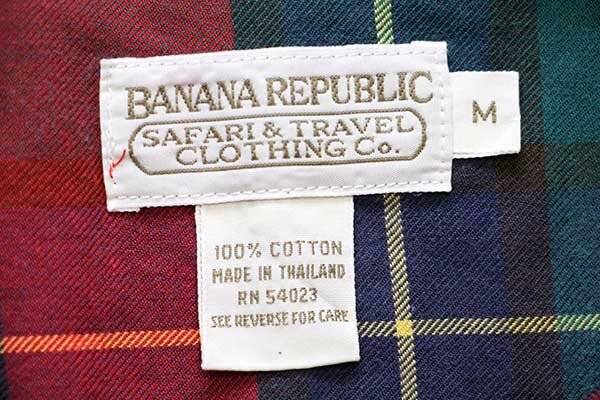 BANANA REPUBLIC
SAFARI & TRAVEL
CLOTHING Co.
M
100% COTTON
MADE IN THAILAND
RN 54023
SEE REVERSE FOR CARE